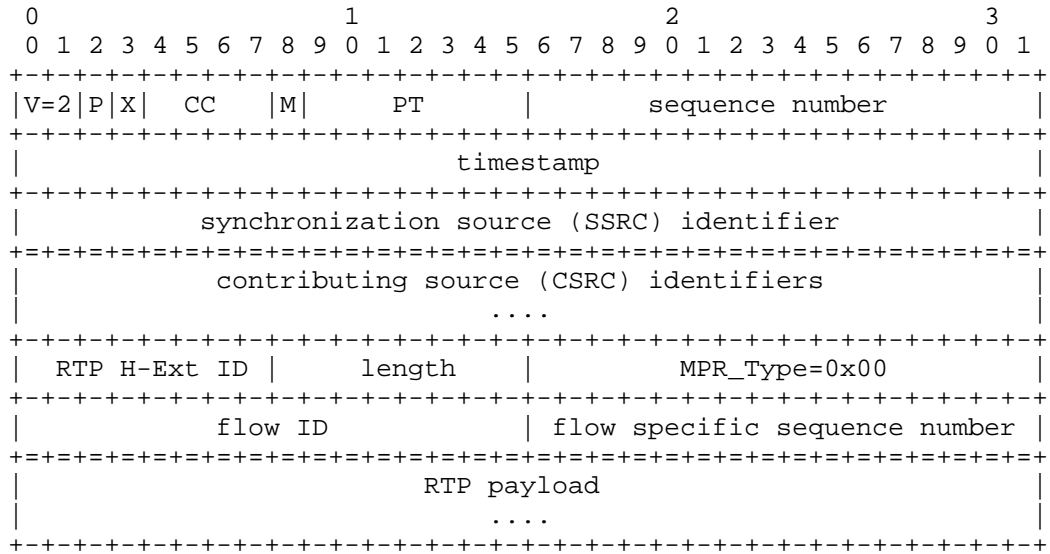 0                   1                   2                   3
 0 1 2 3 4 5 6 7 8 9 0 1 2 3 4 5 6 7 8 9 0 1 2 3 4 5 6 7 8 9 0 1
+-+-+-+-+-+-+-+-+-+-+-+-+-+-+-+-+-+-+-+-+-+-+-+-+-+-+-+-+-+-+-+-+
|V=2|P|X|  CC   |M|     PT      |       sequence number         |
+-+-+-+-+-+-+-+-+-+-+-+-+-+-+-+-+-+-+-+-+-+-+-+-+-+-+-+-+-+-+-+-+
|                           timestamp                           |
+-+-+-+-+-+-+-+-+-+-+-+-+-+-+-+-+-+-+-+-+-+-+-+-+-+-+-+-+-+-+-+-+
|           synchronization source (SSRC) identifier            |
+=+=+=+=+=+=+=+=+=+=+=+=+=+=+=+=+=+=+=+=+=+=+=+=+=+=+=+=+=+=+=+=+
|            contributing source (CSRC) identifiers             |
|                             ....                              |
+-+-+-+-+-+-+-+-+-+-+-+-+-+-+-+-+-+-+-+-+-+-+-+-+-+-+-+-+-+-+-+-+
|  RTP H-Ext ID |     length    |         MPR_Type=0x00         |
+-+-+-+-+-+-+-+-+-+-+-+-+-+-+-+-+-+-+-+-+-+-+-+-+-+-+-+-+-+-+-+-+
|            flow ID            | flow specific sequence number |
+=+=+=+=+=+=+=+=+=+=+=+=+=+=+=+=+=+=+=+=+=+=+=+=+=+=+=+=+=+=+=+=+
|                         RTP payload                           |
|                             ....                              |
+-+-+-+-+-+-+-+-+-+-+-+-+-+-+-+-+-+-+-+-+-+-+-+-+-+-+-+-+-+-+-+-+